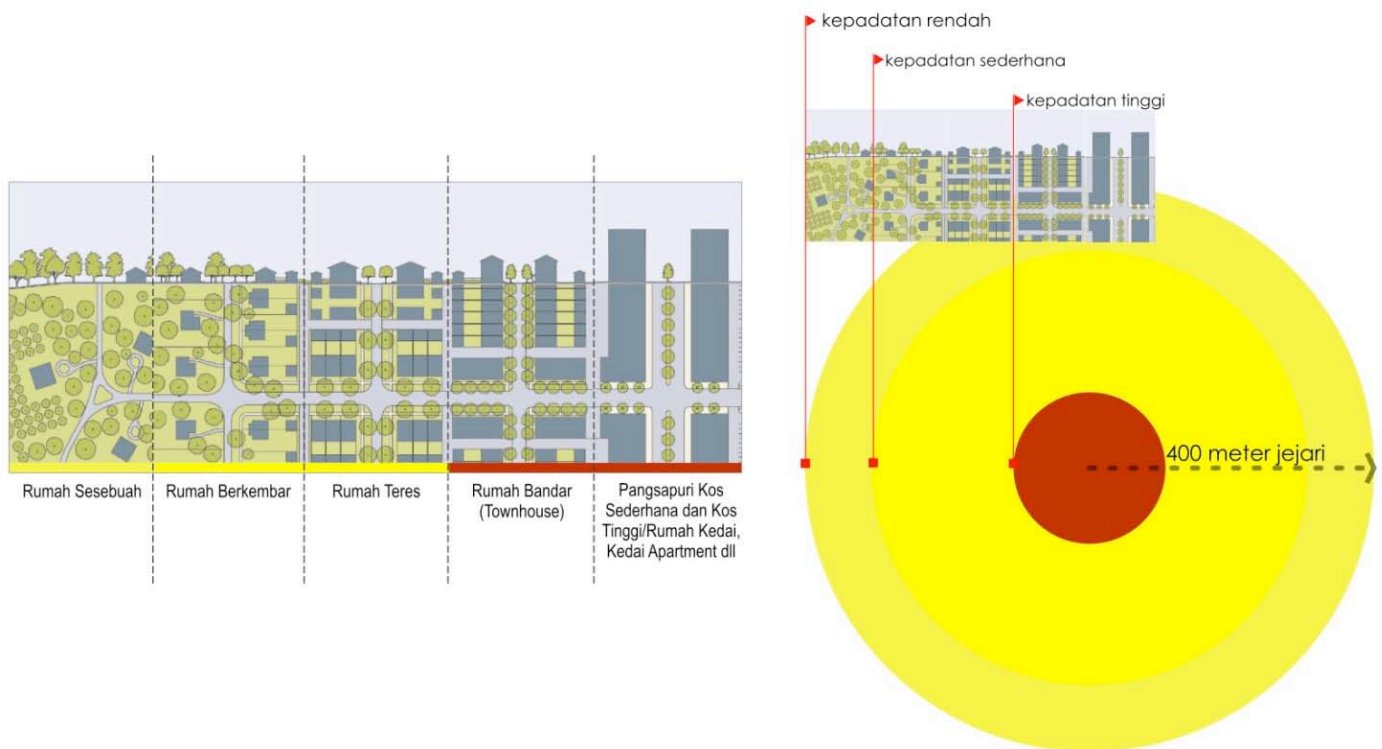 kepadatan rendah
kepadatan sederhana
kepadatan tinggi
400 meter jejari
Rumah Sesebuah
Rumah Berkembar
Rumah Teres
Rumah Bandar
(Townhouse)
Pangsapuri Kos
Sederhana dan Kos
Tinggi/Rumah Kedai,
Kedai Apartment dll